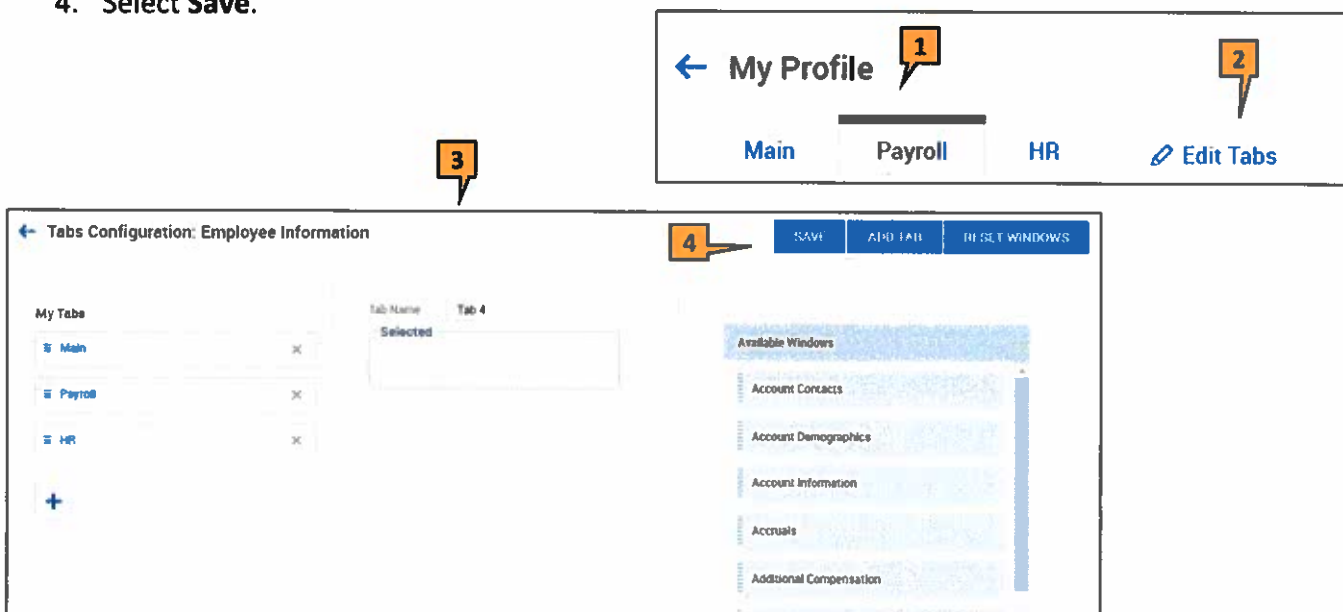 4. Select Save.
1
2
← My Profile
Main Payroll HR Edit Tabs
3
← Tabs Configuration: Employee Information
4
SAVE ADD TAB RESET WINDOWS
My Tabs
Tab Name Tab 4
Selected
Main ×
Payroll ×
HR ×
+
Available Windows
Account Contacts
Account Demographics
Account Information
Accruals
Additional Compensation